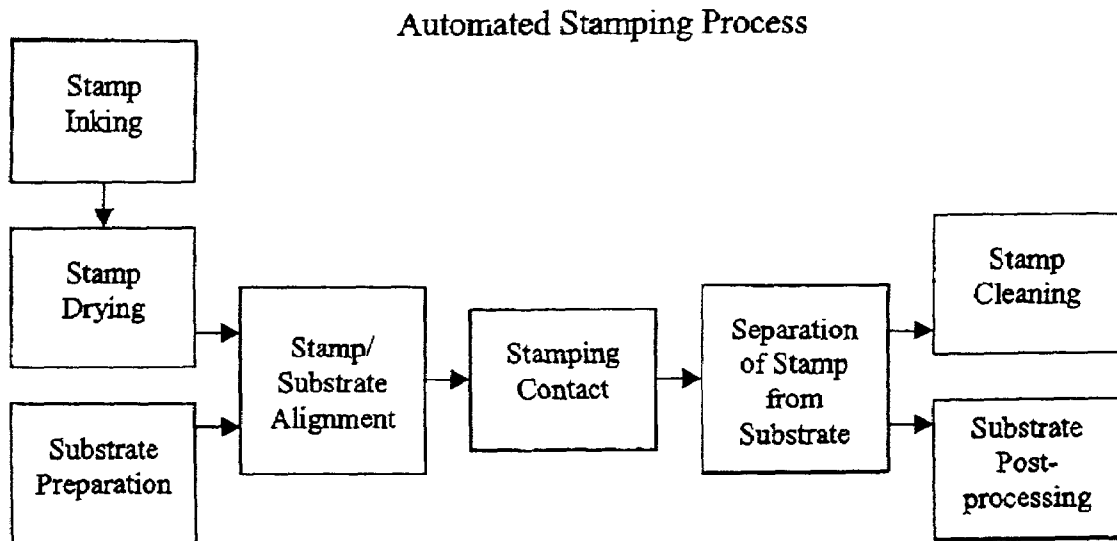 Automated Stamping Process
Stamp
Inking
Stamp
Drying
Substrate
Preparation
Stamp/
Substrate
Alignment
Stamping
Contact
Separation
of Stamp
from
Substrate
Stamp
Cleaning
Substrate
Post-
processing